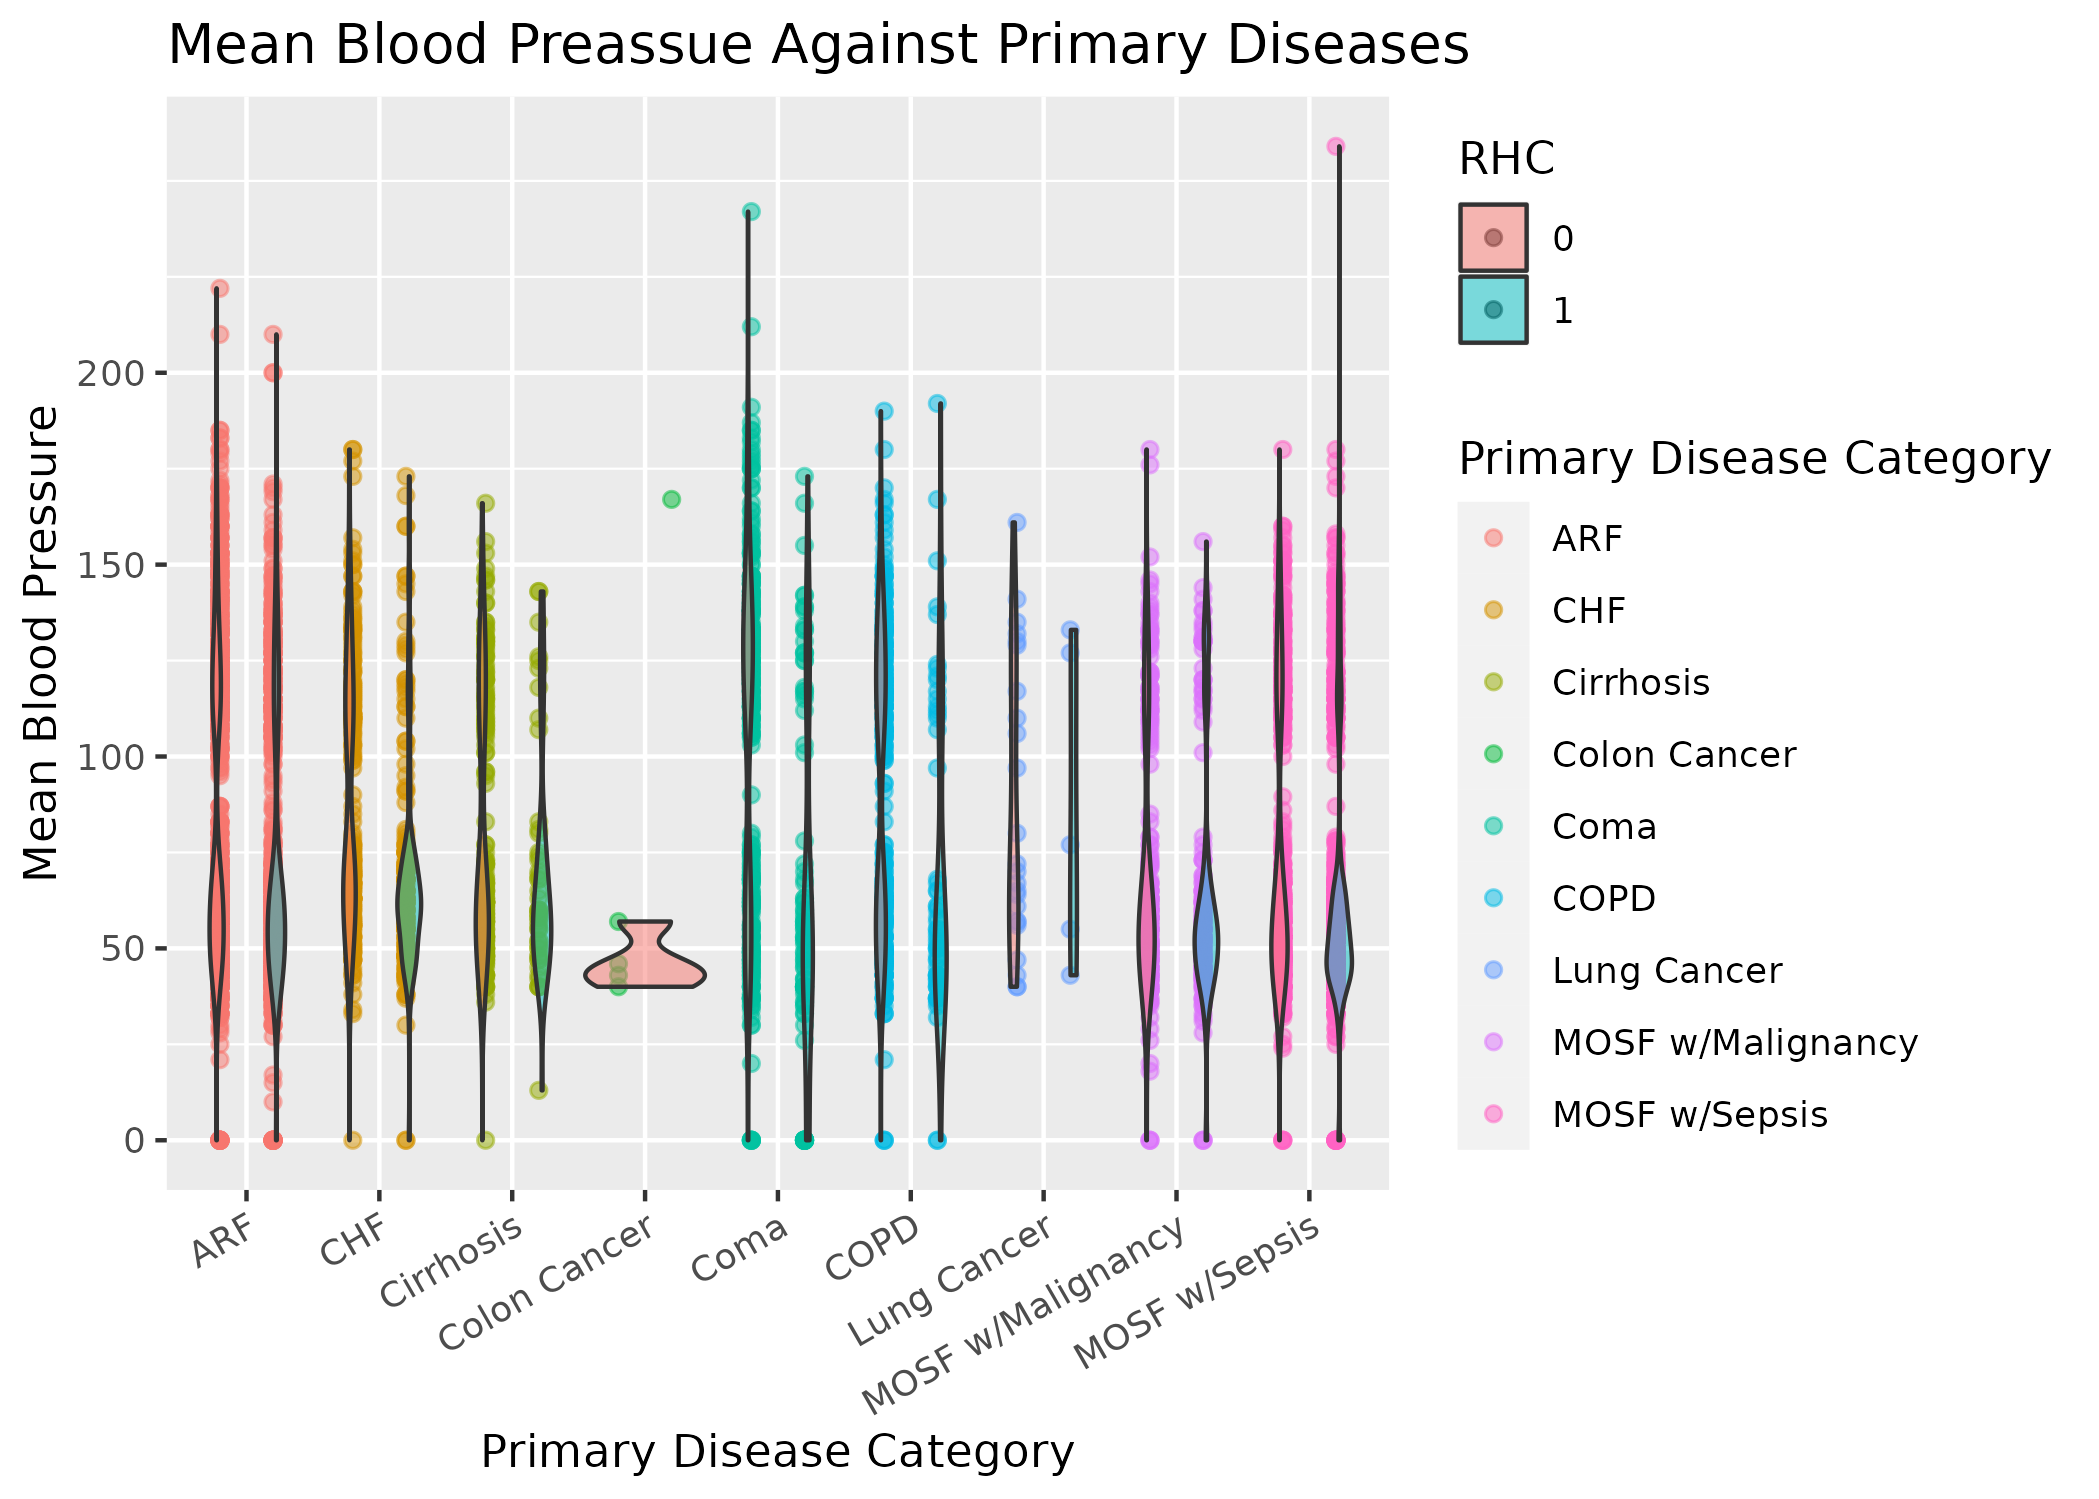 Mean Blood Preassue Against Primary Diseases
Mean Blood Pressure
200
150
100
50
0
ARF
CHF
Cirrhosis
Colon Cancer
Coma
COPD
Lung Cancer
MOSF w/Malignancy
MOSF w/Sepsis
Primary Disease Category
RHC
0
1
Primary Disease Category
ARF
CHF
Cirrhosis
Colon Cancer
Coma
COPD
Lung Cancer
MOSF w/Malignancy
MOSF w/Sepsis